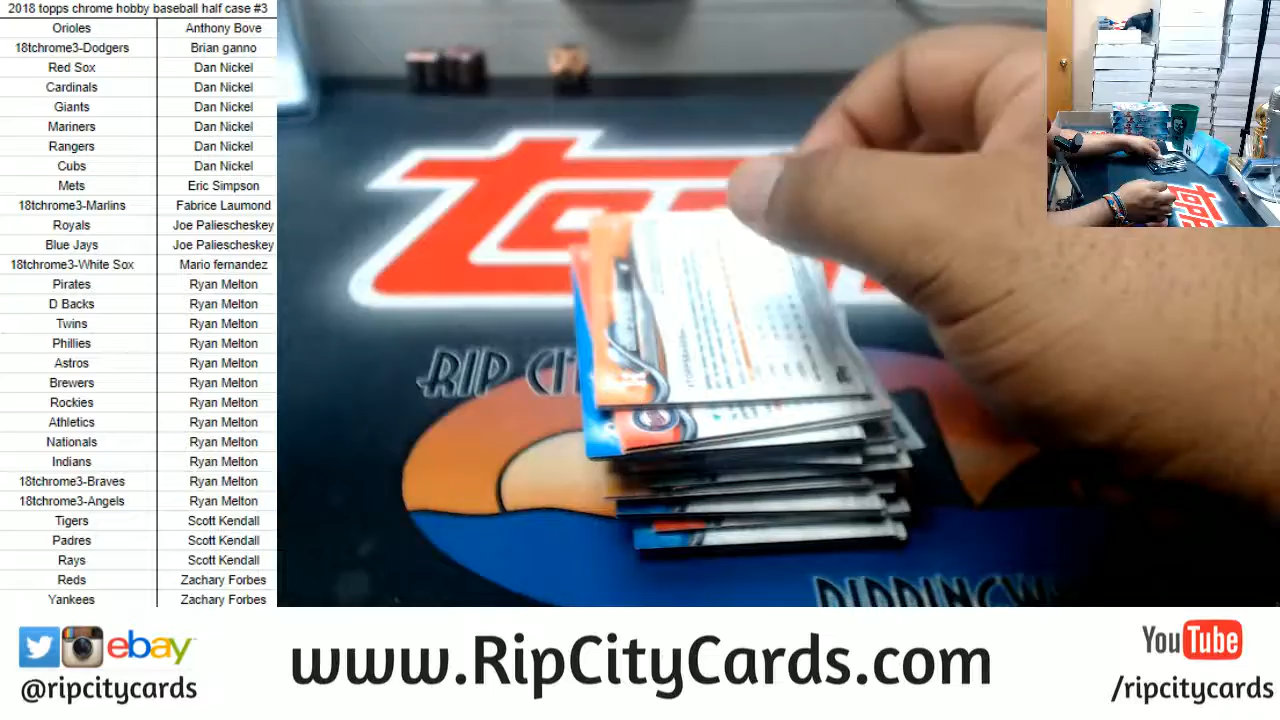 2018 topps chrome hobby baseball half case #3
Orioles Anthony Bove
18tchrome3-Dodgers Brian ganno
Red Sox Dan Nickel
Cardinals Dan Nickel
Giants Dan Nickel
Mariners Dan Nickel
Rangers Dan Nickel
Cubs Dan Nickel
Mets Eric Simpson
18tchrome3-Marlins Fabrice Laumond
Royals Joe Paliescheskey
Blue Jays Joe Paliescheskey
18tchrome3-White Sox Mario fernandez
Pirates Ryan Melton
D Backs Ryan Melton
Twins Ryan Melton
Phillies Ryan Melton
Astros Ryan Melton
Brewers Ryan Melton
Rockies Ryan Melton
Athletics Ryan Melton
Nationals Ryan Melton
Indians Ryan Melton
18tchrome3-Braves Ryan Melton
18tchrome3-Angels Ryan Melton
Tigers Scott Kendall
Padres Scott Kendall
Rays Scott Kendall
Reds Zachary Forbes
Yankees Zachary Forbes
RIP
ebay
@ripcitycards
www.RipCityCards.com
YouTube
/ripcitycards